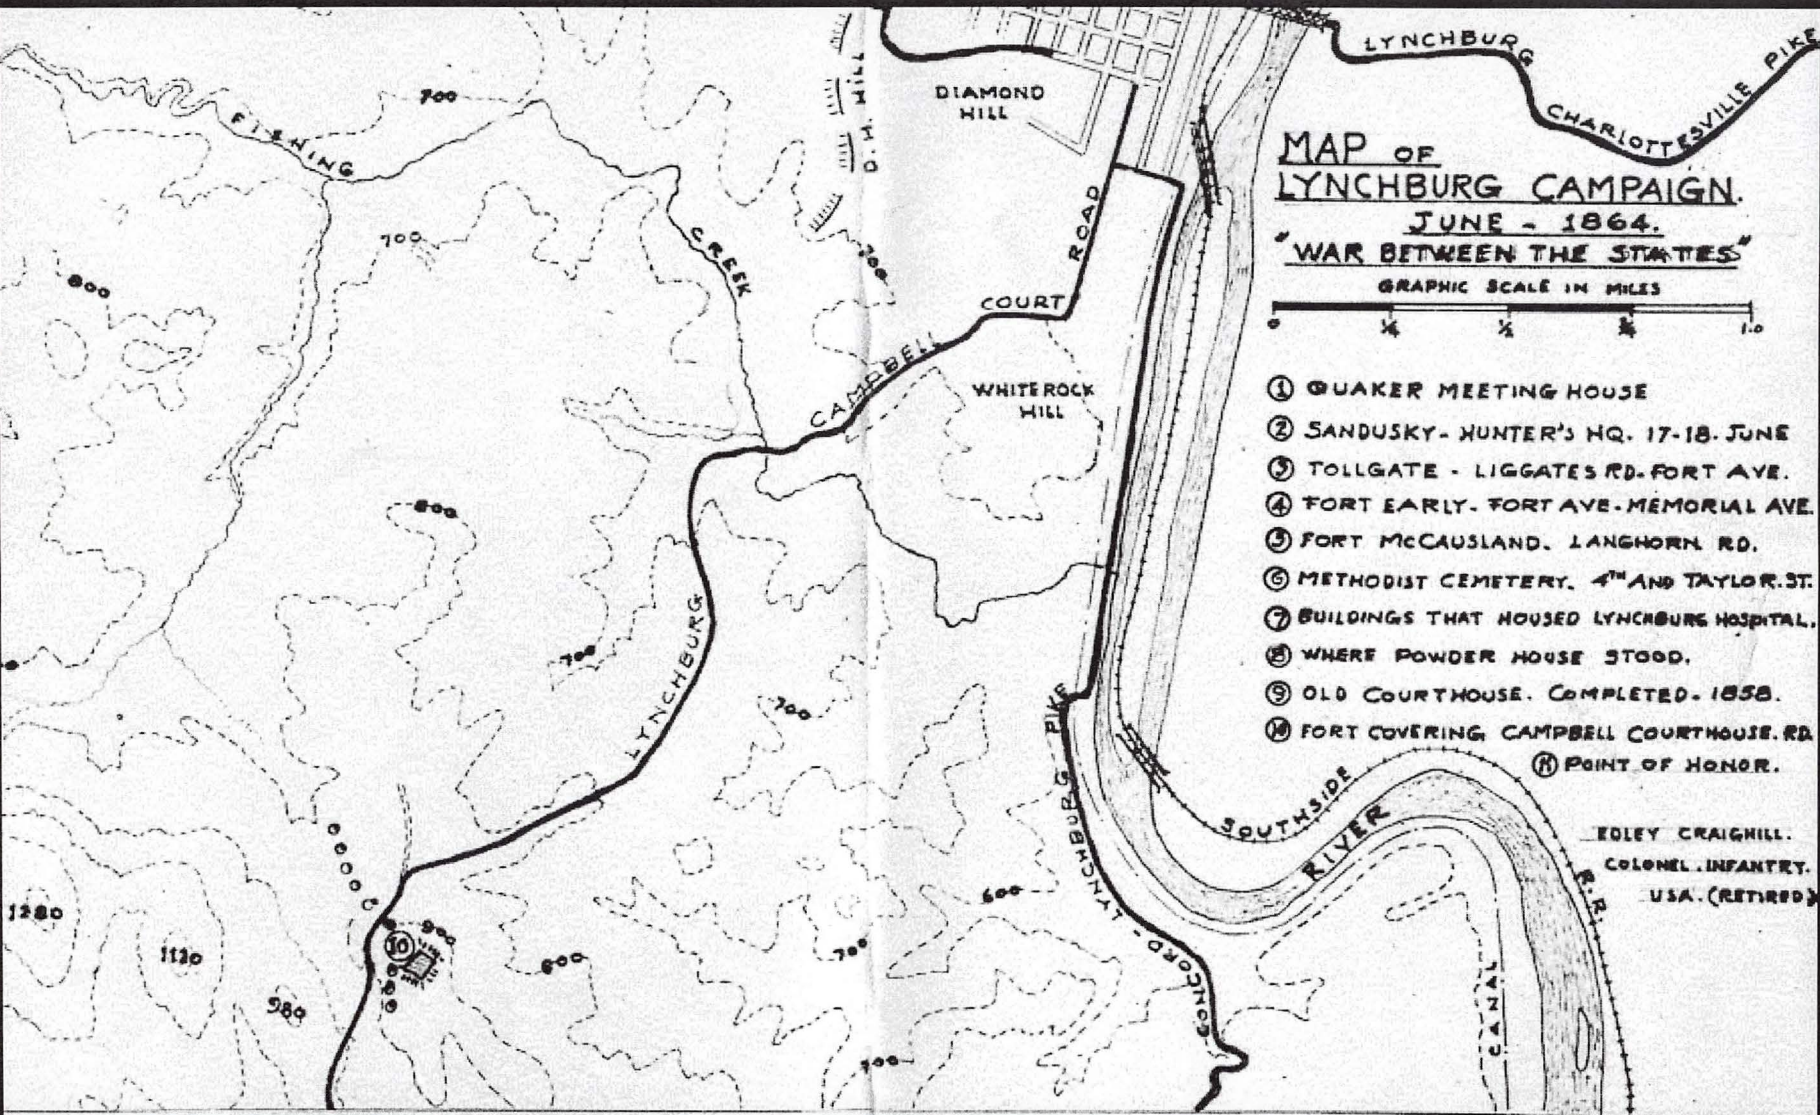 LYNCHBURG
CHARLOTTESVILLE PIKE
MAP OF
LYNCHBURG CAMPAIGN.
JUNE - 1864.
"WAR BETWEEN THE STATES"
GRAPHIC SCALE IN MILES
0 1/4 1/2 3/4 1.0
① QUAKER MEETING HOUSE
② SANDUSKY- HUNTER'S HQ. 17-18. JUNE
③ TOLLGATE - LIGGATES RD. FORT AVE.
④ FORT EARLY. FORT AVE. MEMORIAL AVE.
⑤ FORT McCAUSLAND. LANGHORN RD.
⑥ METHODIST CEMETERY. 4TH AND TAYLOR. ST.
⑦ BUILDINGS THAT HOUSED LYNCHBURG HOSPITAL.
⑧ WHERE POWDER HOUSE STOOD.
⑨ OLD COURTHOUSE. COMPLETED. 1858.
⑩ FORT COVERING CAMPBELL COURTHOUSE. RD
⑪ POINT OF HONOR.
EDLEY CRAIGHILL.
COLONEL. INFANTRY.
USA. (RETIRED)
FISHING
CREEK
700
700
800
D.H. HILL
DIAMOND
HILL
700
LYNCHBURG CAMPBELL COURT ROAD
WHITE ROCK
HILL
800
700
700
CONCORD - LYNCHBURG PIKE
SOUTHSIDE
R.R.
RIVER
CANAL
600
1280
1120
980
900
10
800
700
700